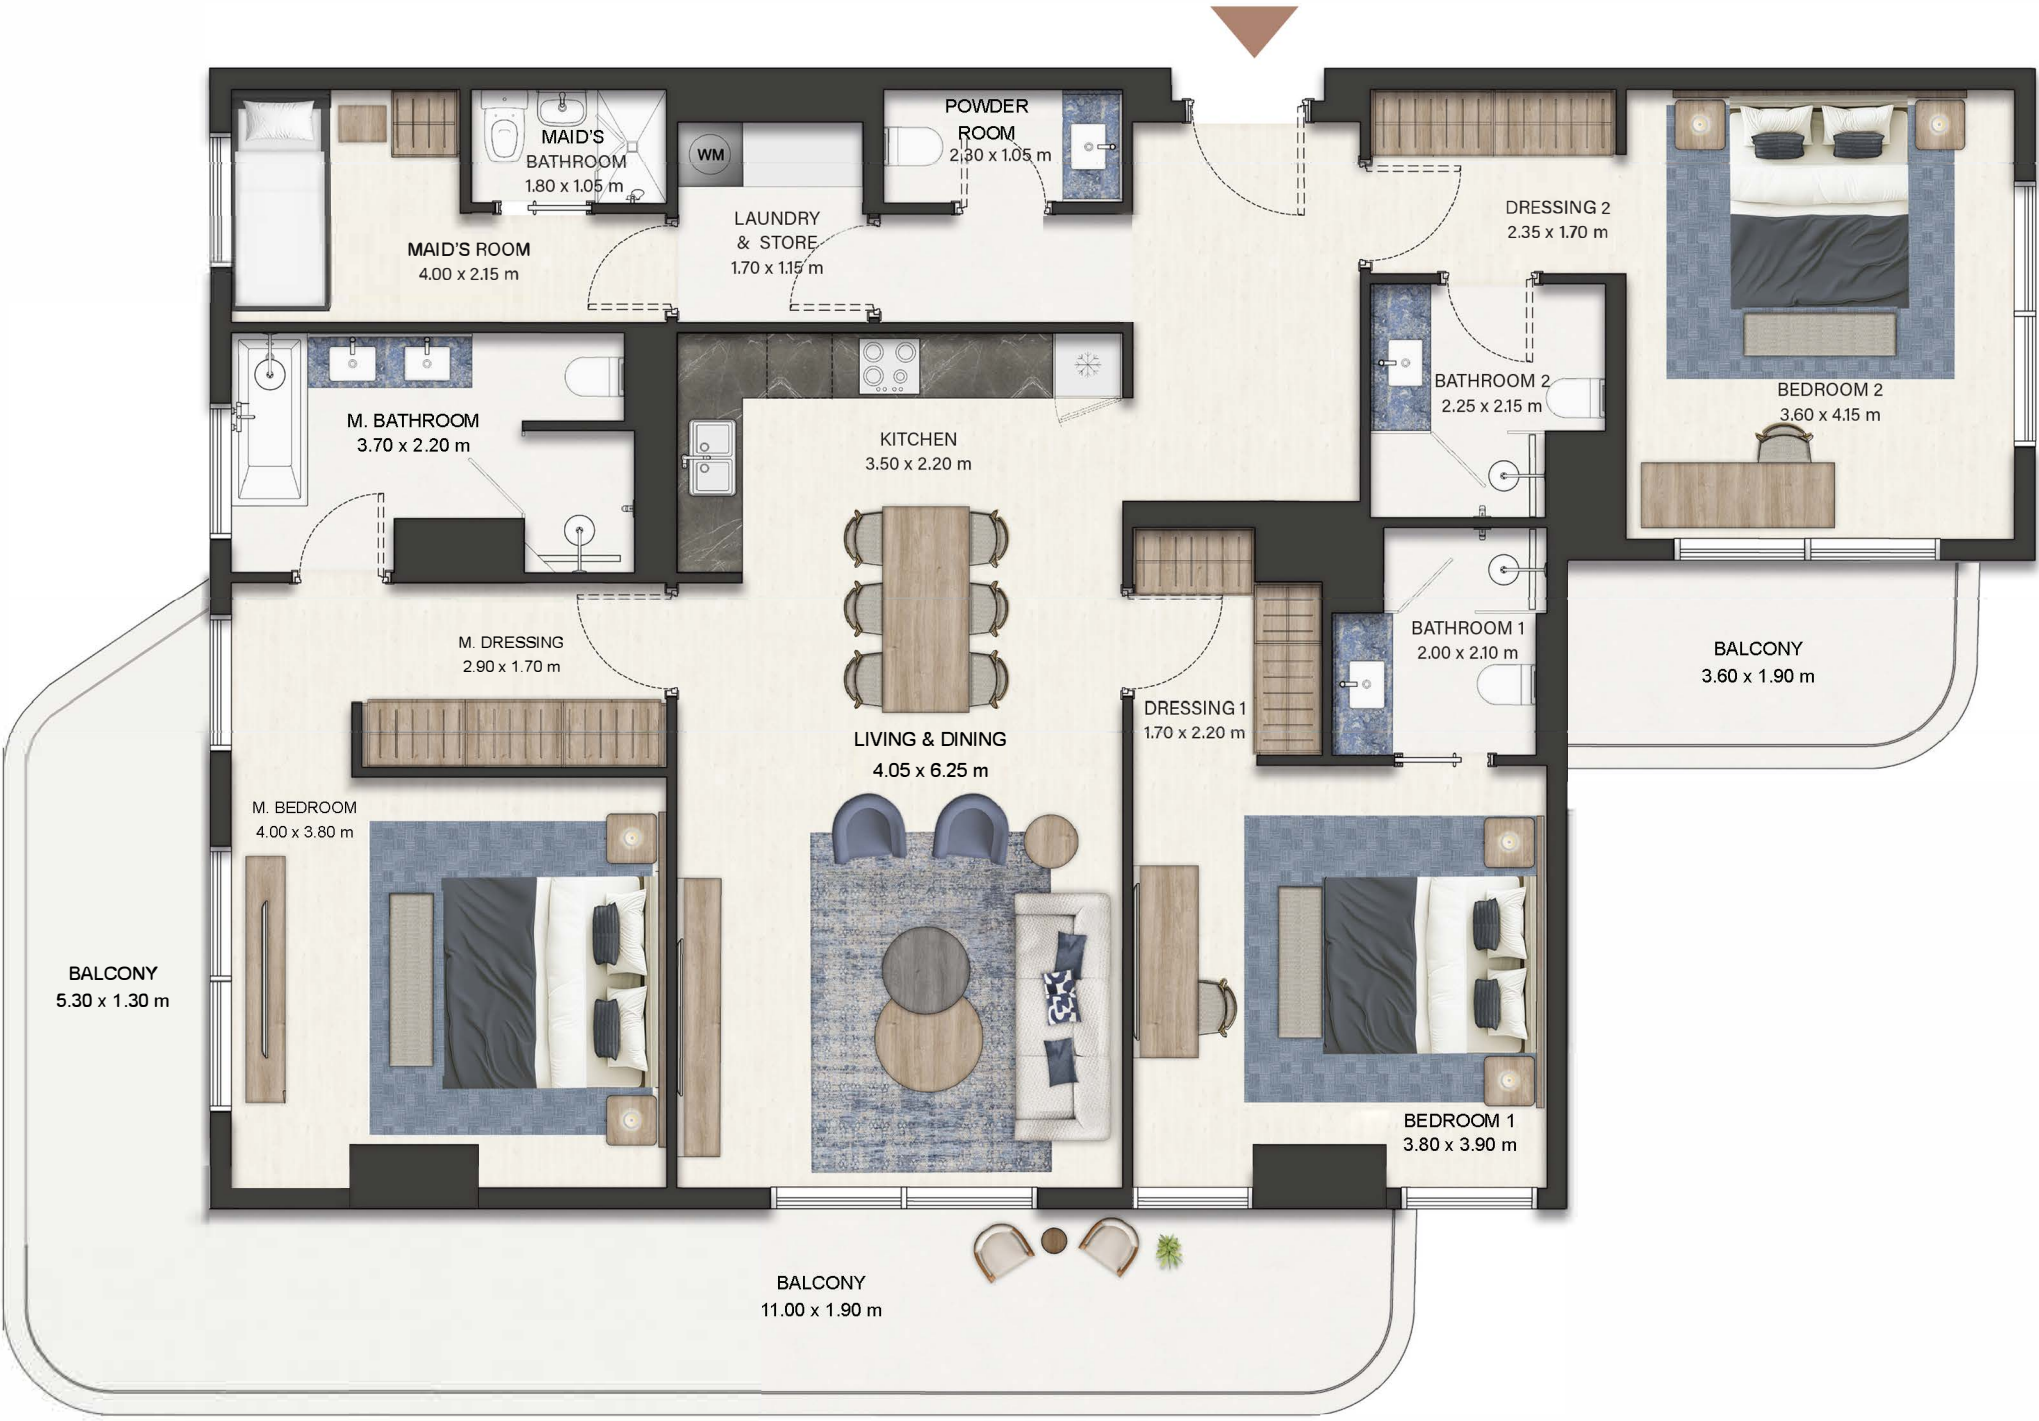 MAID'S
BATHROOM
1.80 x 1.05 m
WM
POWDER
ROOM
2.30 x 1.05 m
MAID'S ROOM
4.00 x 2.15 m
LAUNDRY
& STORE
1.70 x 1.15 m
DRESSING 2
2.35 x 1.70 m
M. BATHROOM
3.70 x 2.20 m
KITCHEN
3.50 x 2.20 m
BATHROOM 2
2.25 x 2.15 m
BEDROOM 2
3.60 x 4.15 m
M. DRESSING
2.90 x 1.70 m
BATHROOM 1
2.00 x 2.10 m
BALCONY
3.60 x 1.90 m
DRESSING 1
1.70 x 2.20 m
LIVING & DINING
4.05 x 6.25 m
M. BEDROOM
4.00 x 3.80 m
BALCONY
5.30 x 1.30 m
BEDROOM 1
3.80 x 3.90 m
BALCONY
11.00 x 1.90 m